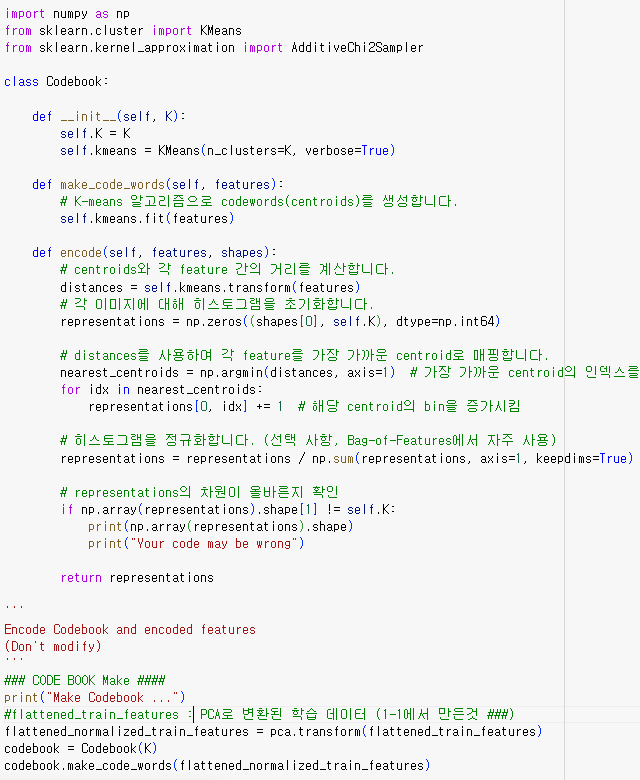 import numpy as np
from sklearn.cluster import KMeans
from sklearn.kernel_approximation import AdditiveChi2Sampler
class Codebook:
def __init__(self, K):
self.K = K
self.kmeans = KMeans(n_clusters=K, verbose=True)
def make_code_words(self, features):
# K-means 알고리즘으로 codewords(centroids)를 생성합니다.
self.kmeans.fit(features)
def encode(self, features, shapes):
# centroids와 각 feature 간의 거리를 계산합니다.
distances = self.kmeans.transform(features)
# 각 이미지에 대해 히스토그램을 초기화합니다.
representations = np.zeros((shapes[0], self.K), dtype=np.int64)
# distances를 사용하여 각 feature를 가장 가까운 centroid로 매핑합니다.
nearest_centroids = np.argmin(distances, axis=1)  # 가장 가까운 centroid의 인덱스를
for idx in nearest_centroids:
representations[0, idx] += 1  # 해당 centroid의 bin을 증가시킴
# 히스토그램을 정규화합니다. (선택 사항, Bag-of-Features에서 자주 사용)
representations = representations / np.sum(representations, axis=1, keepdims=True)
# representations의 차원이 올바른지 확인
if np.array(representations).shape[1] != self.K:
print(np.array(representations).shape)
print("Your code may be wrong")
return representations
'''
Encode Codebook and encoded features
(Don't modify)
'''
### CODE BOOK Make ####
print("Make Codebook ...")
#flattened_train_features : PCA로 변환된 학습 데이터 (1-1에서 만든것 ###)
flattened_normalized_train_features = pca.transform(flattened_train_features)
codebook = Codebook(K)
codebook.make_code_words(flattened_normalized_train_features)